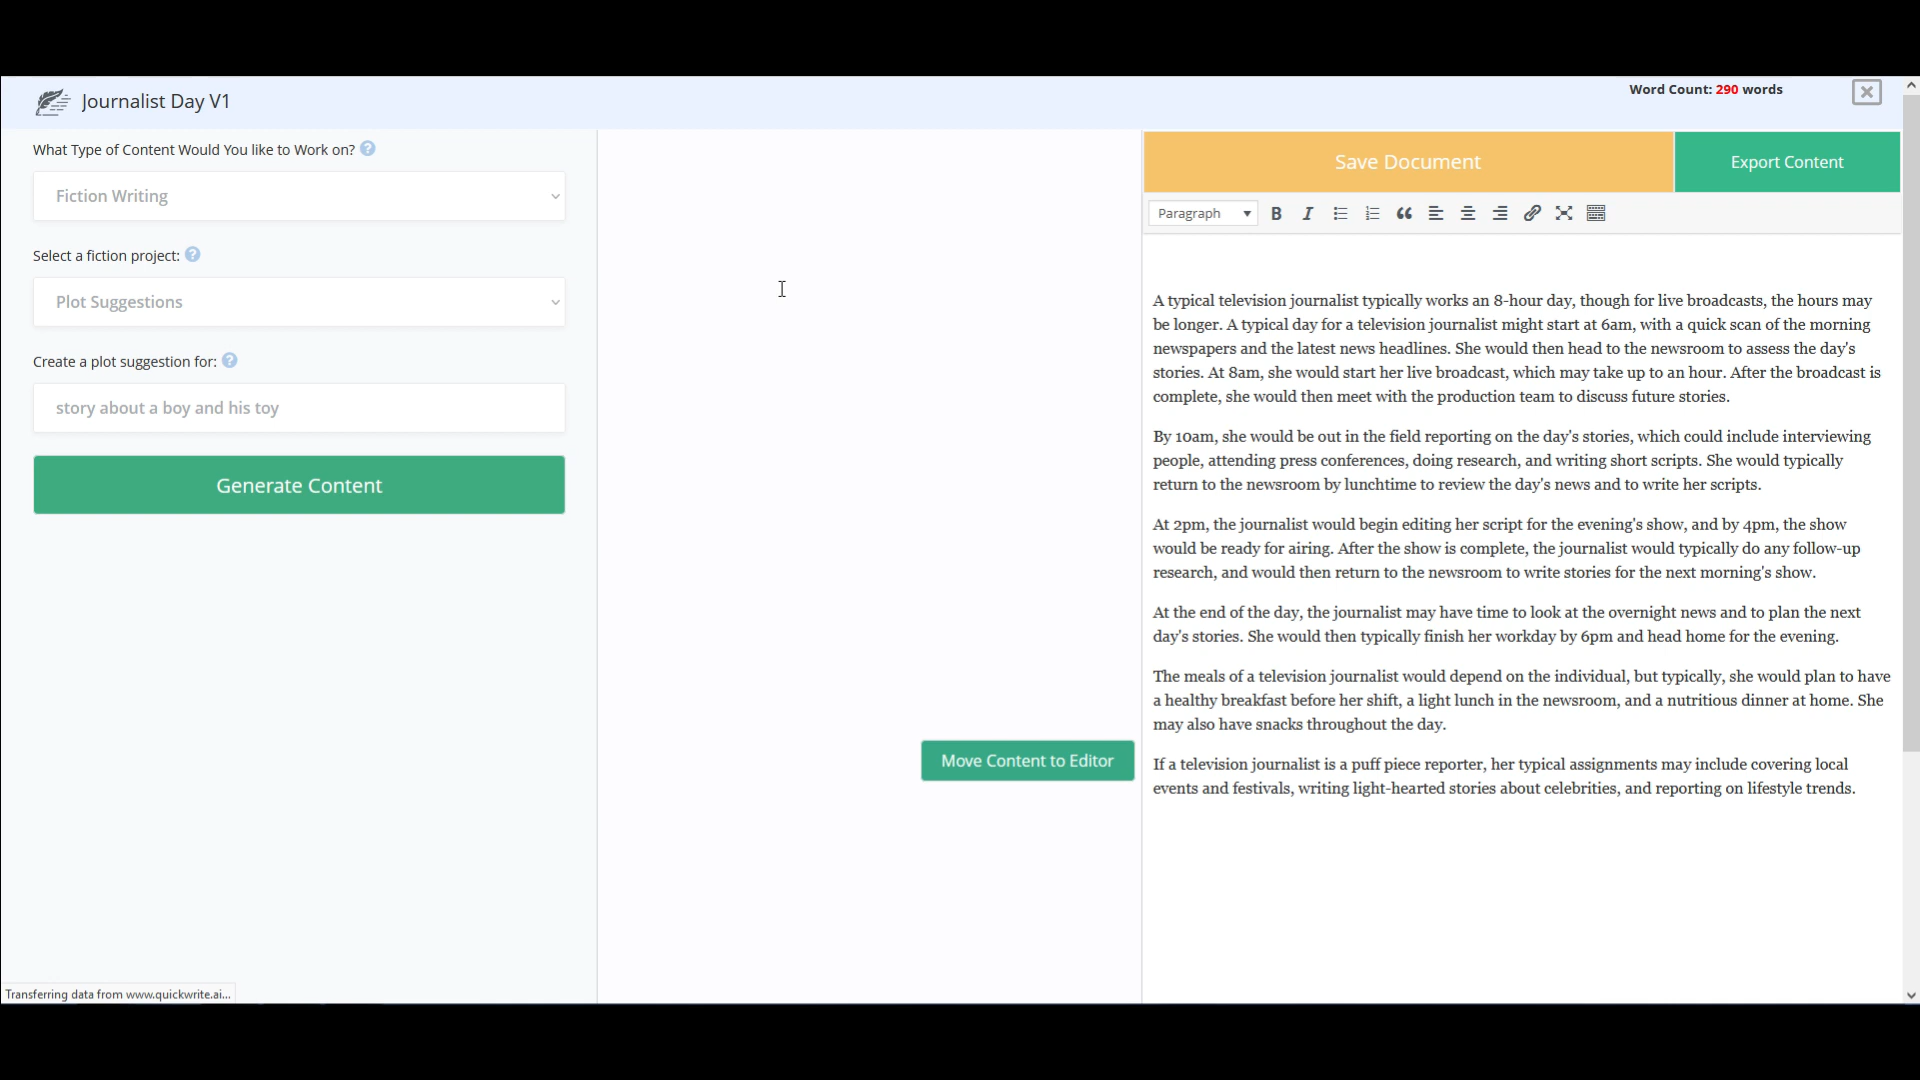 Journalist Day V1
Word Count: 290 words
What Type of Content Would You like to Work on?
Fiction Writing
Select a fiction project:
Plot Suggestions
Create a plot suggestion for:
story about a boy and his toy
Generate Content
Move Content to Editor
Save Document
Export Content
Paragraph
A typical television journalist typically works an 8-hour day, though for live broadcasts, the hours may
be longer. A typical day for a television journalist might start at 6am, with a quick scan of the morning
newspapers and the latest news headlines. She would then head to the newsroom to assess the day's
stories. At 8am, she would start her live broadcast, which may take up to an hour. After the broadcast is
complete, she would then meet with the production team to discuss future stories.
By 10am, she would be out in the field reporting on the day's stories, which could include interviewing
people, attending press conferences, doing research, and writing short scripts. She would typically
return to the newsroom by lunchtime to review the day's news and to write her scripts.
At 2pm, the journalist would begin editing her script for the evening's show, and by 4pm, the show
would be ready for airing. After the show is complete, the journalist would typically do any follow-up
research, and would then return to the newsroom to write stories for the next morning's show.
At the end of the day, the journalist may have time to look at the overnight news and to plan the next
day's stories. She would then typically finish her workday by 6pm and head home for the evening.
The meals of a television journalist would depend on the individual, but typically, she would plan to have
a healthy breakfast before her shift, a light lunch in the newsroom, and a nutritious dinner at home. She
may also have snacks throughout the day.
If a television journalist is a puff piece reporter, her typical assignments may include covering local
events and festivals, writing light-hearted stories about celebrities, and reporting on lifestyle trends.
Transferring data from www.quickwrite.ai...